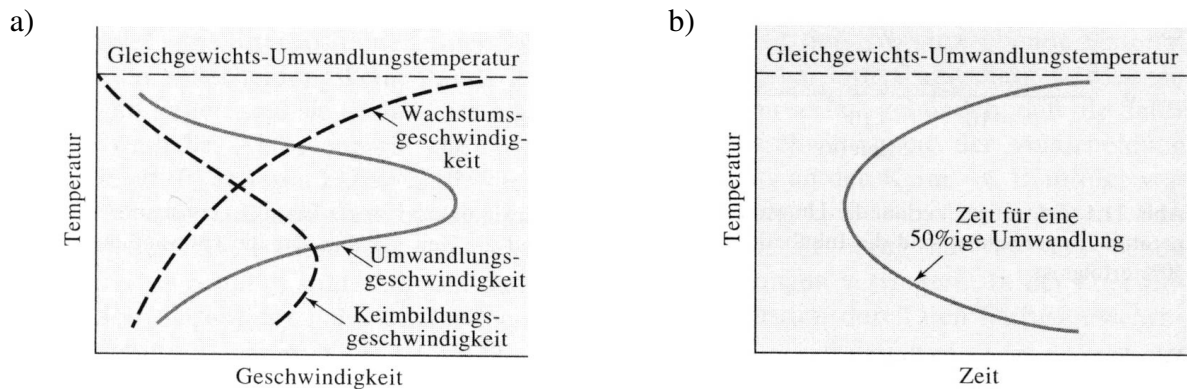 a)
Gleichgewichts-Umwandlungstemperatur
Wachstums-
geschwindig-
keit
Temperatur
Umwandlungs-
geschwindigkeit
Keimbildungs-
geschwindigkeit
Geschwindigkeit
b)
Gleichgewichts-Umwandlungstemperatur
Temperatur
Zeit für eine
50%ige Umwandlung
Zeit